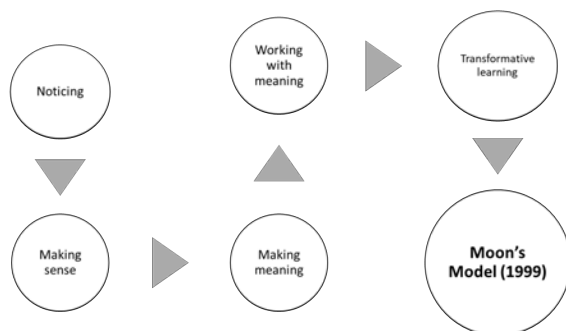 Noticing
Making
sense
Making
meaning
Working
with
meaning
Transformative
learning
Moon's
Model (1999)